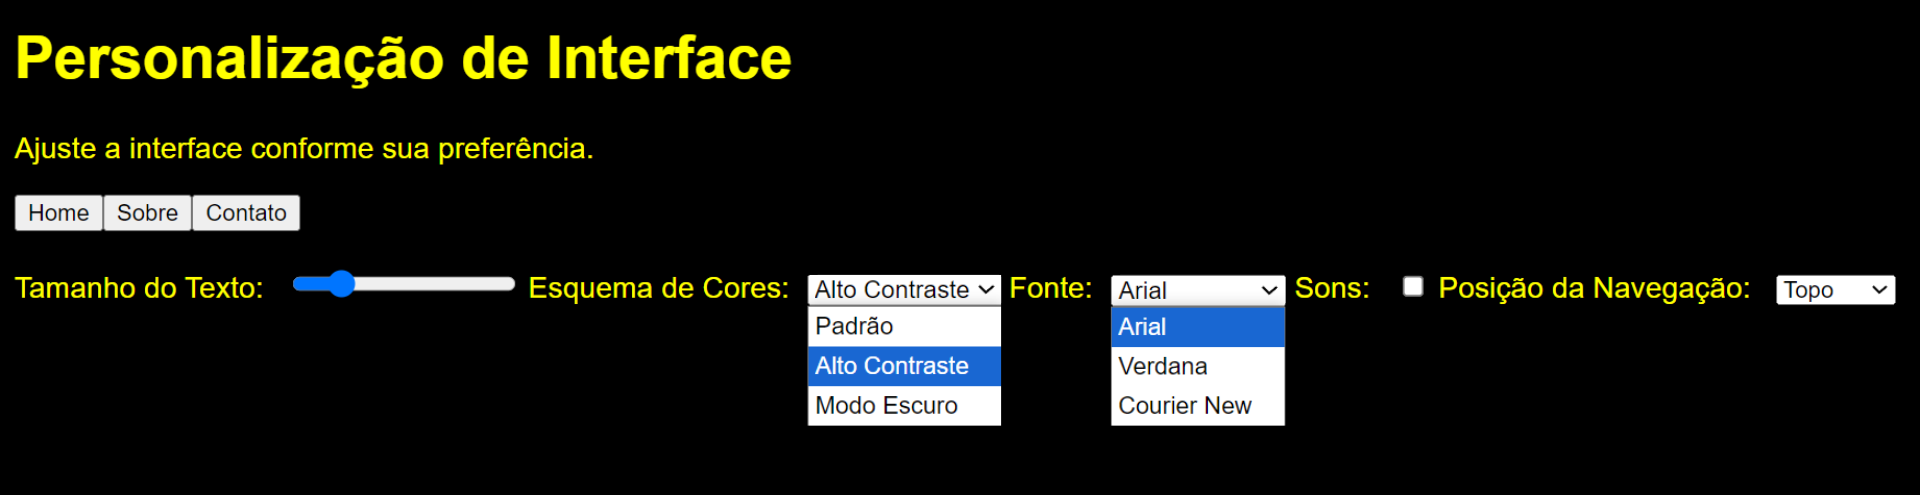 Personalização de Interface
Ajuste a interface conforme sua preferência.
Home Sobre Contato
Tamanho do Texto: Esquema de Cores: Alto Contraste Fonte: Arial Sons: Posição da Navegação: Topo
Padrão
Alto Contraste
Modo Escuro
Arial
Verdana
Courier New